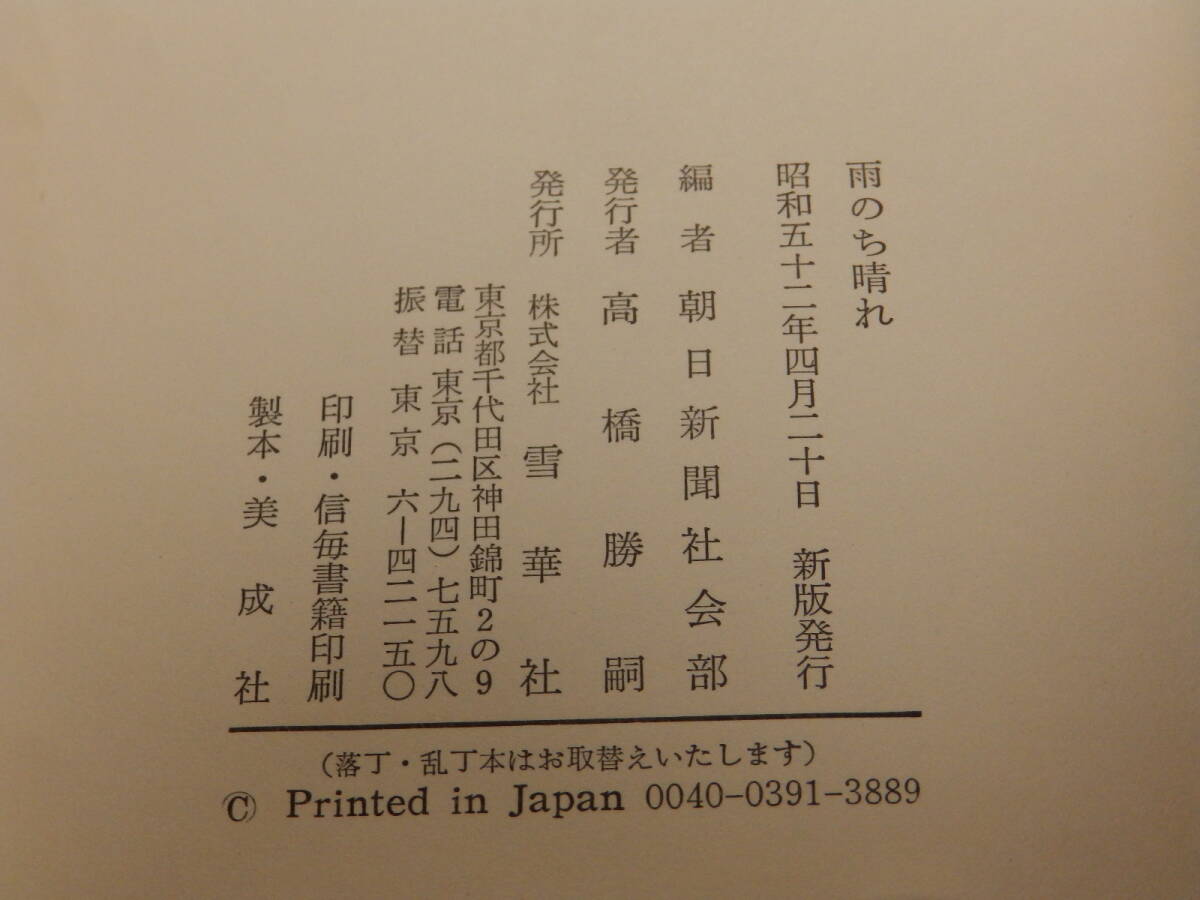 雨のち晴れ
昭和五十二年四月二十日　新版発行
編者　朝日新聞社会部
発行者　高橋勝嗣
発行所　株式会社　雪華社
東京都千代田区神田錦町2の9
電話　東京（二九四）七五九八
振替　東京　六―四二一五〇
印刷・信毎書籍印刷
製本・美成社
（落丁・乱丁本はお取替えいたします）
© Printed in Japan 0040-0391-3889